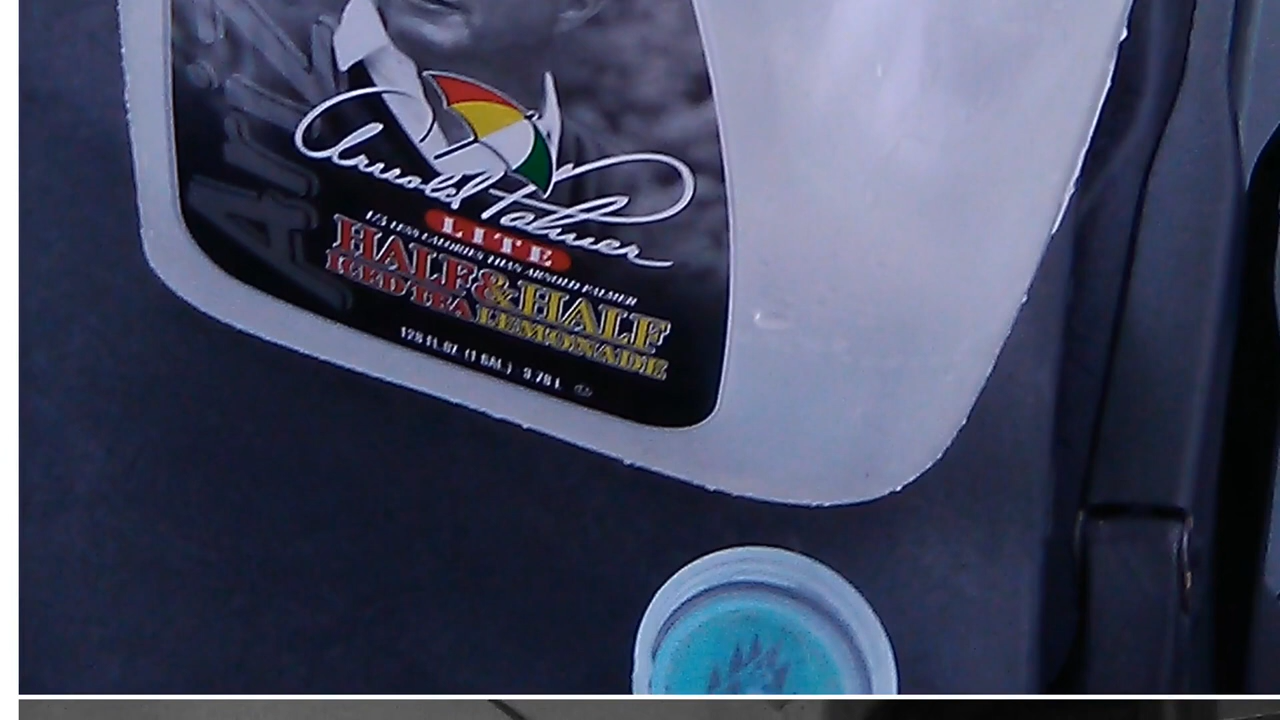 AriZ
Arnold Palmer
LITE
1/3 LESS CALORIES THAN ARNOLD PALMER
HALF & HALF
ICED TEA LEMONADE
128 FL OZ (1 GAL) 3.78 L